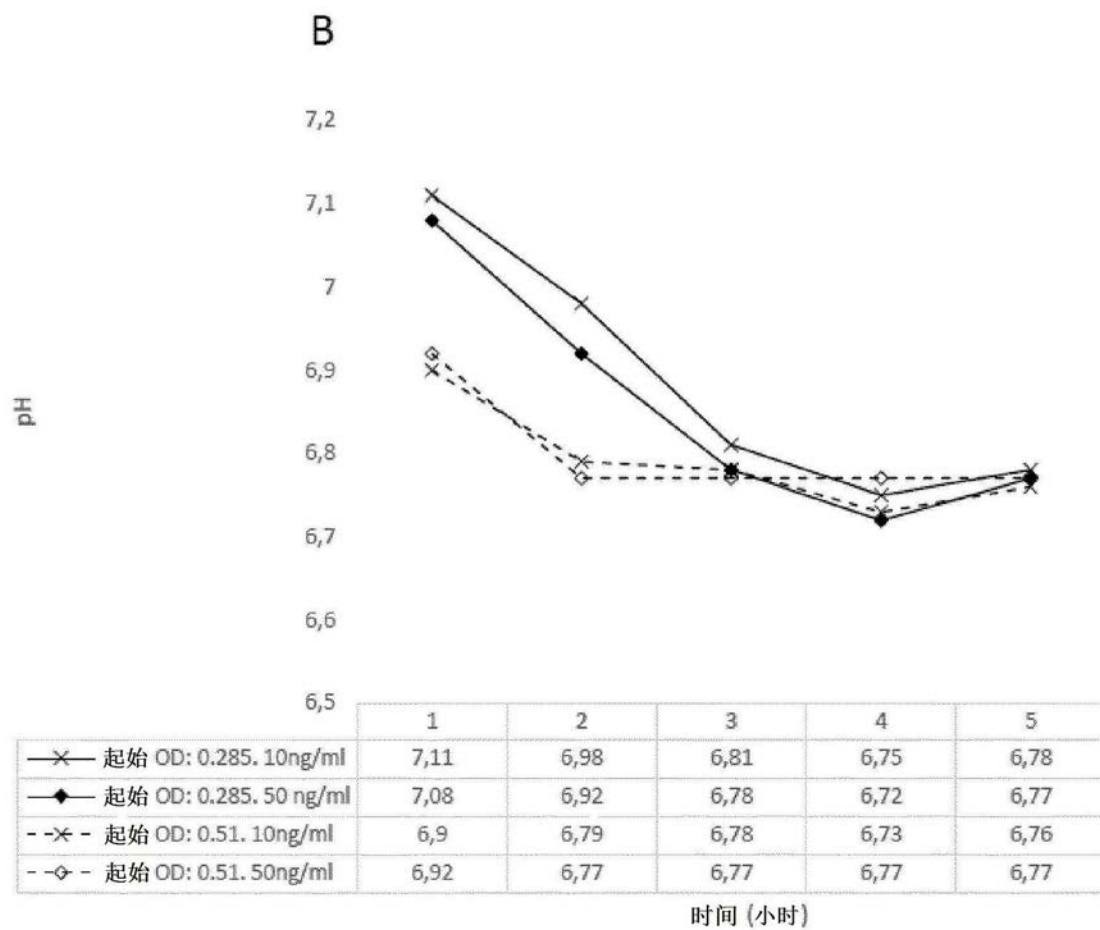 B
7,2
7,1
7
6,9
6,8
6,7
6,6
6,5
pH
1 2 3 4 5
起始 OD: 0.285. 10ng/ml 7,11 6,98 6,81 6,75 6,78
起始 OD: 0.285. 50 ng/ml 7,08 6,92 6,78 6,72 6,77
起始 OD: 0.51. 10ng/ml 6,9 6,79 6,78 6,73 6,76
起始 OD: 0.51. 50ng/ml 6,92 6,77 6,77 6,77 6,77
时间 (小时)